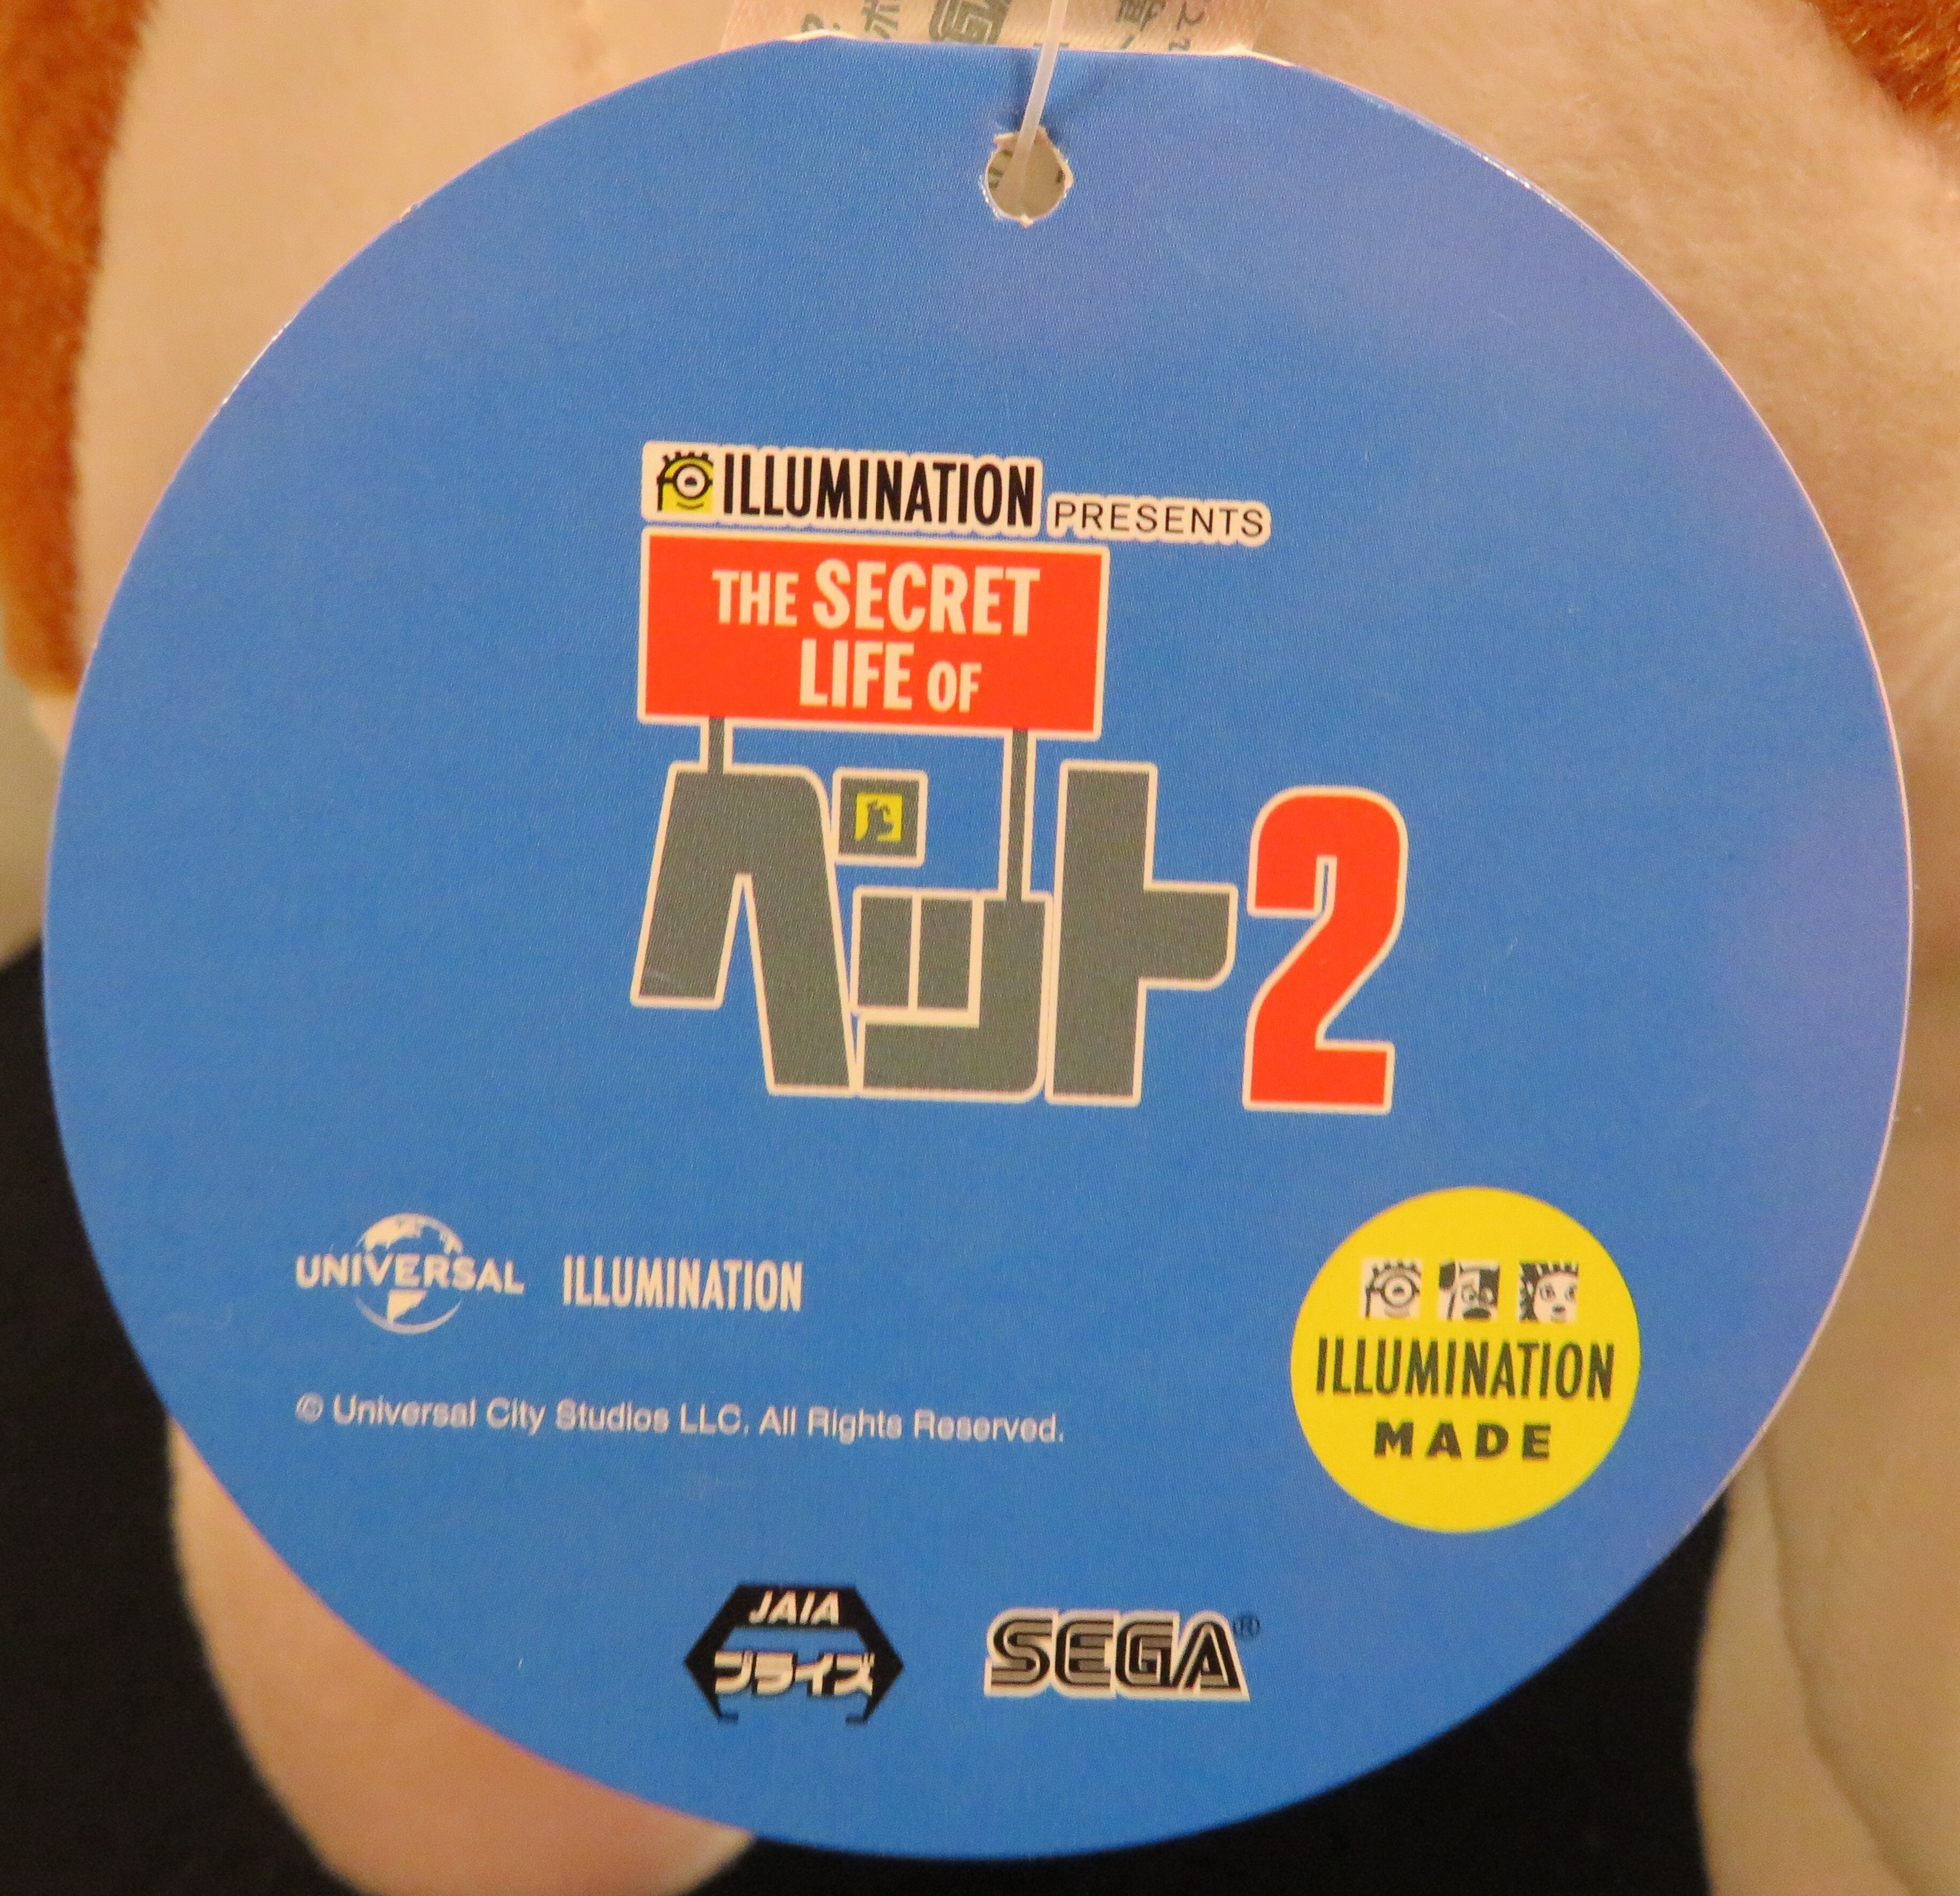 ILLUMINATION PRESENTS
THE SECRET
LIFE OF
ペット2
UNIVERSAL ILLUMINATION
ILLUMINATION
MADE
© Universal City Studios LLC. All Rights Reserved.
JAIA
プライズ
SEGA®